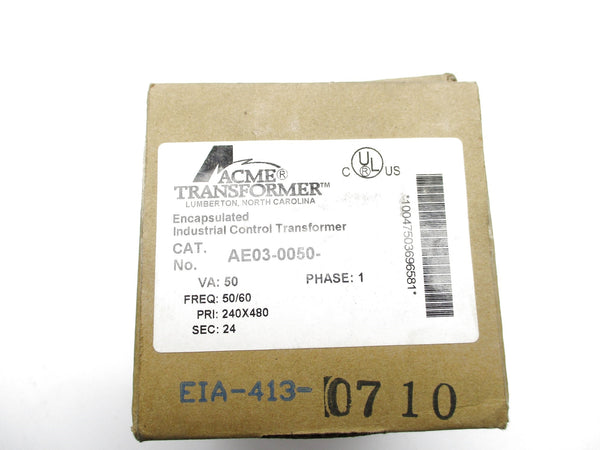 ACME®
TRANSFORMER™
LUMBERTON, NORTH CAROLINA
C UL® US
Encapsulated
Industrial Control Transformer
CAT. No. AE03-0050-
VA: 50 PHASE: 1
FREQ: 50/60
PRI: 240X480
SEC: 24
*10047503696581*
EIA-413-0710